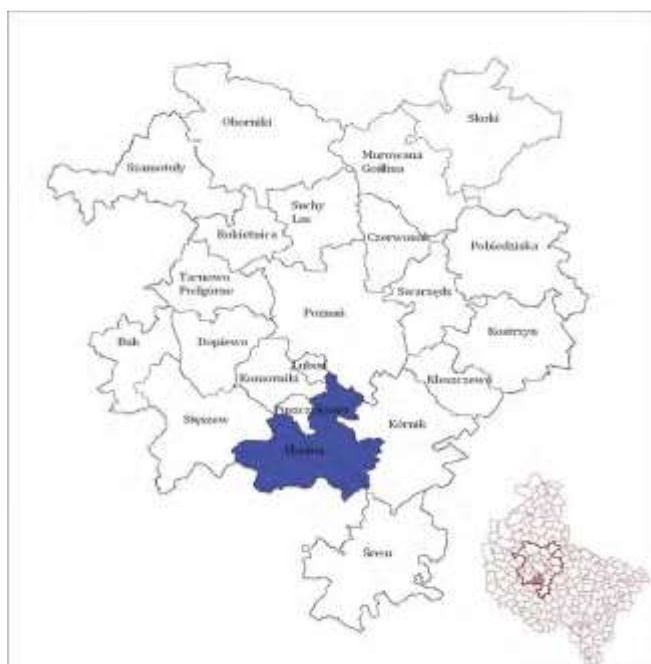 Oborniki
Skoki
Murowana
Goślina
Szamotuły
Suchy
Las
Rokietnica
Czerwonak
Pobiedziska
Tarnowo
Podgórne
Swarzędz
Poznań
Kostrzyn
Buk
Dopiewo
Luboń
Komorniki
Kleszczewo
Puszczykowo
Stęszew
Kórnik
Mosina
Śrem